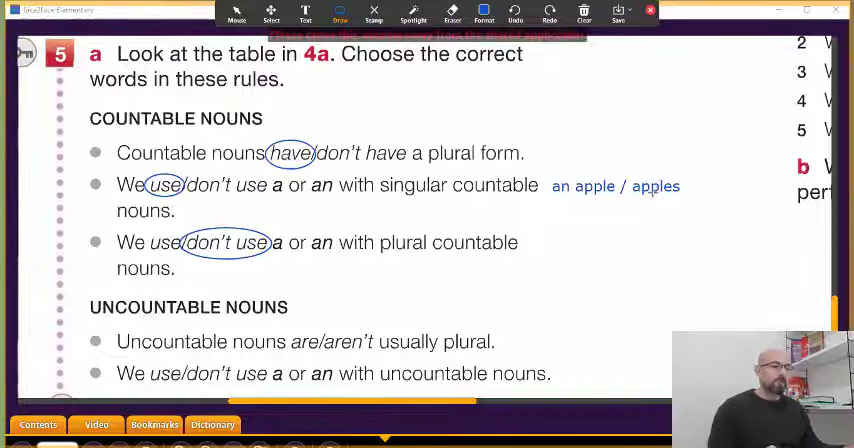 face2face Elementary
Mouse Select Text Draw Stamp Spotlight Eraser Format Undo Redo Clear Save
5 a Look at the table in 4a. Choose the correct
words in these rules.
COUNTABLE NOUNS
Countable nouns have/don't have a plural form.
We use/don't use a or an with singular countable an apple / apples
nouns.
We use/don't use a or an with plural countable
nouns.
UNCOUNTABLE NOUNS
Uncountable nouns are/aren't usually plural.
We use/don't use a or an with uncountable nouns.
2
3
4
5
b
Contents Video Bookmarks Dictionary